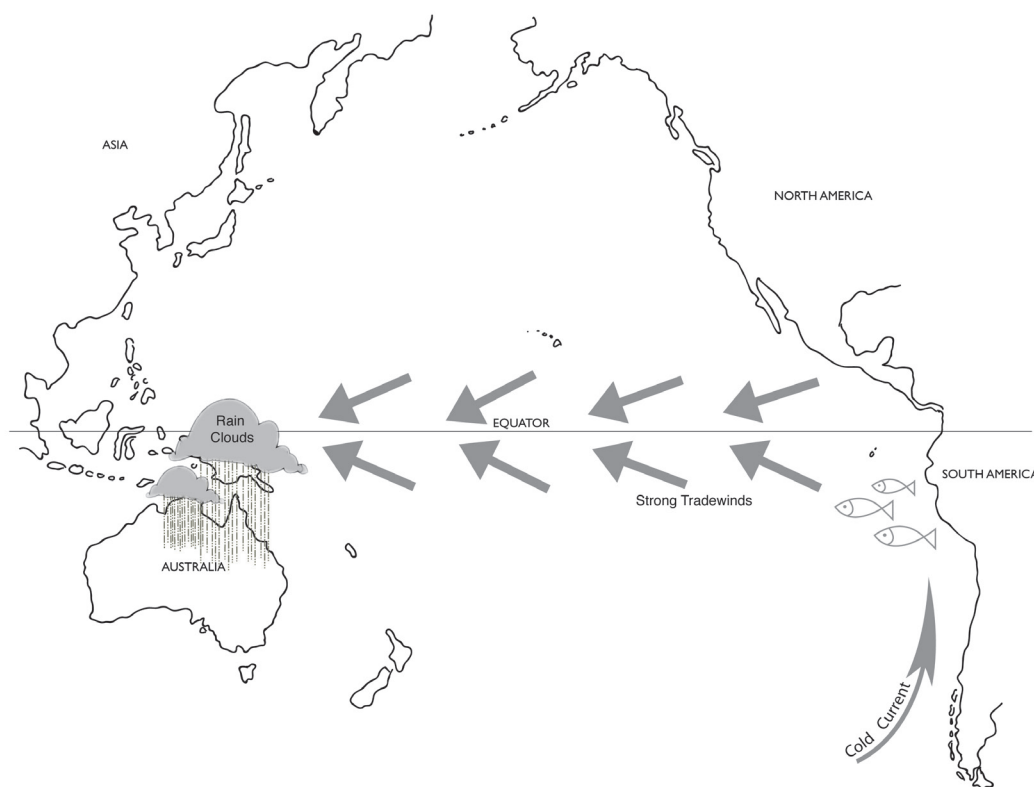 ASIA
NORTH AMERICA
Rain
Clouds
EQUATOR
SOUTH AMERICA
Strong Tradewinds
AUSTRALIA
Cold Current